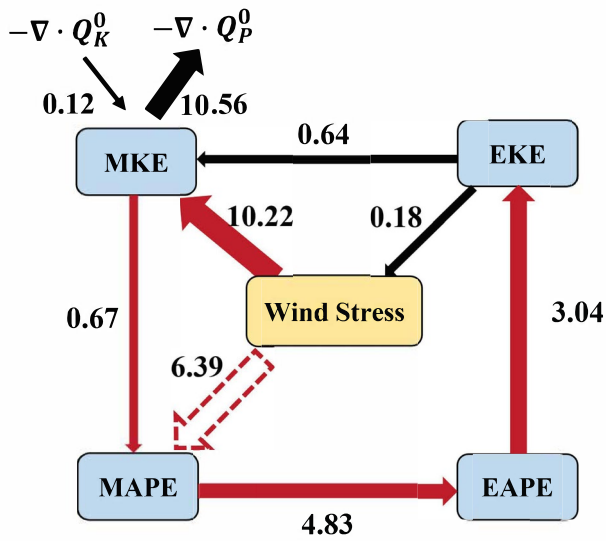 −∇ · Q_K^0
−∇ · Q_P^0
0.12
10.56
MKE
0.64
EKE
10.22
0.18
0.67
Wind Stress
3.04
6.39
MAPE
EAPE
4.83